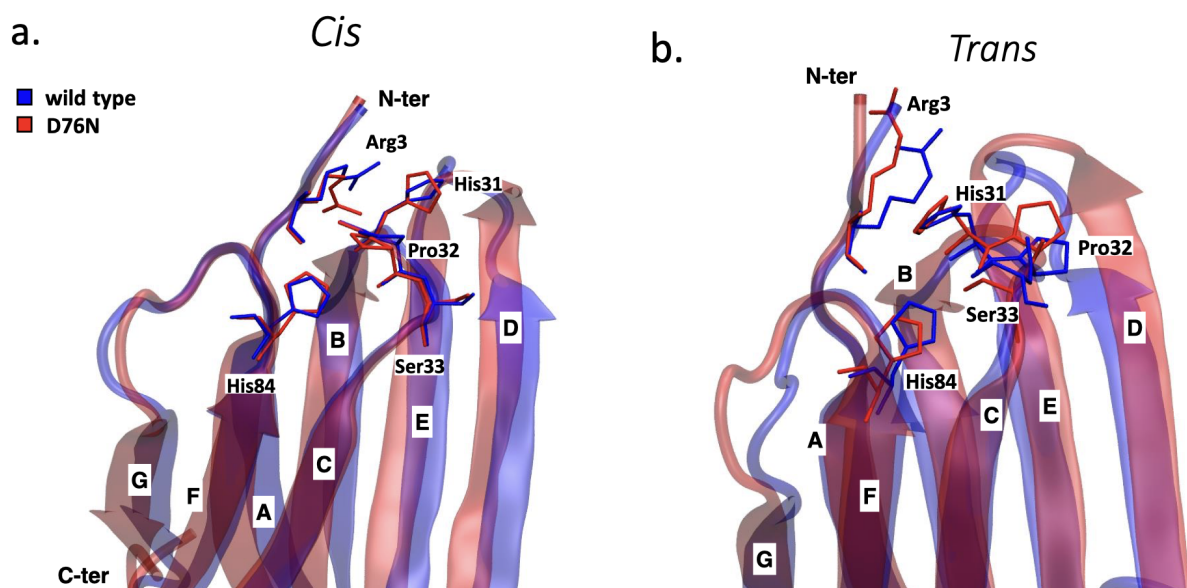 a.
Cis
wild type
D76N
N-ter
Arg3
His31
Pro32
B
D
Ser33
His84
E
C
G
F
A
C-ter
b.
Trans
N-ter
Arg3
His31
Pro32
B
Ser33
D
His84
E
C
A
F
G